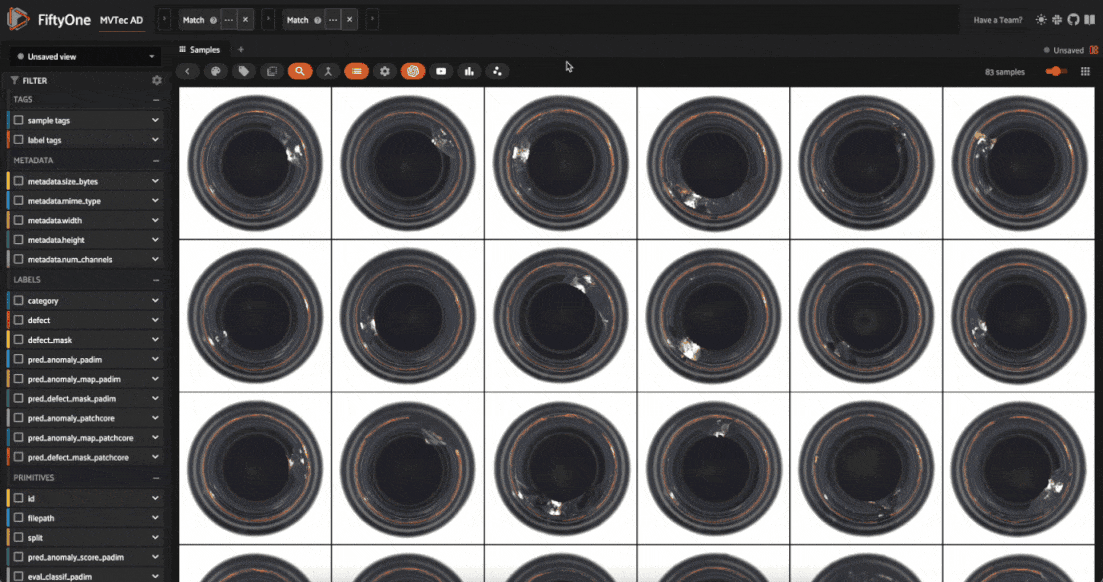 FiftyOne MVTec AD Match Match Have a Team?
Unsaved view Samples + Unsaved
FILTER 83 samples
TAGS
sample tags
label tags
METADATA
metadata.size_bytes
metadata.mime_type
metadata.width
metadata.height
metadata.num_channels
LABELS
category
defect
defect_mask
pred_anomaly_padim
pred_anomaly_map_padim
pred_defect_mask_padim
pred_anomaly_patchcore
pred_anomaly_map_patchcore
pred_defect_mask_patchcore
PRIMITIVES
id
filepath
split
pred_anomaly_score_padim
eval_classif_padim